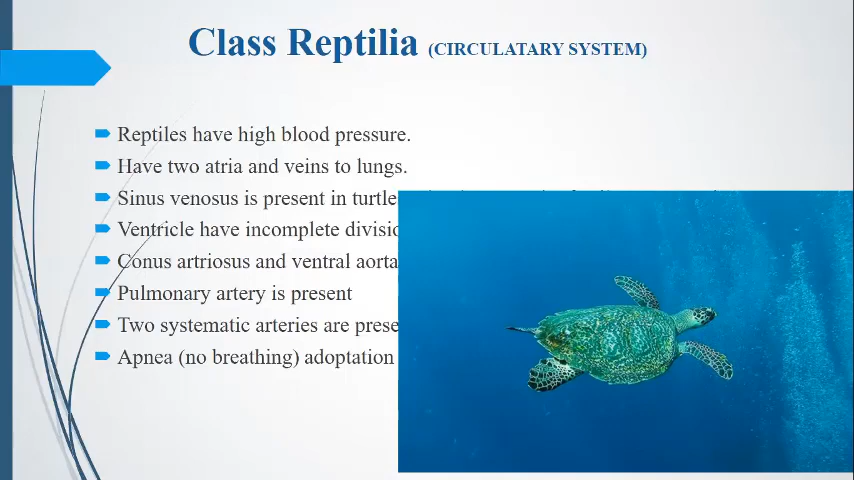 Class Reptilia (CIRCULATARY SYSTEM)
Reptiles have high blood pressure.
Have two atria and veins to lungs.
Sinus venosus is present in turtle
Ventricle have incomplete divisio
Conus artriosus and ventral aorta
Pulmonary artery is present
Two systematic arteries are prese
Apnea (no breathing) adoptation